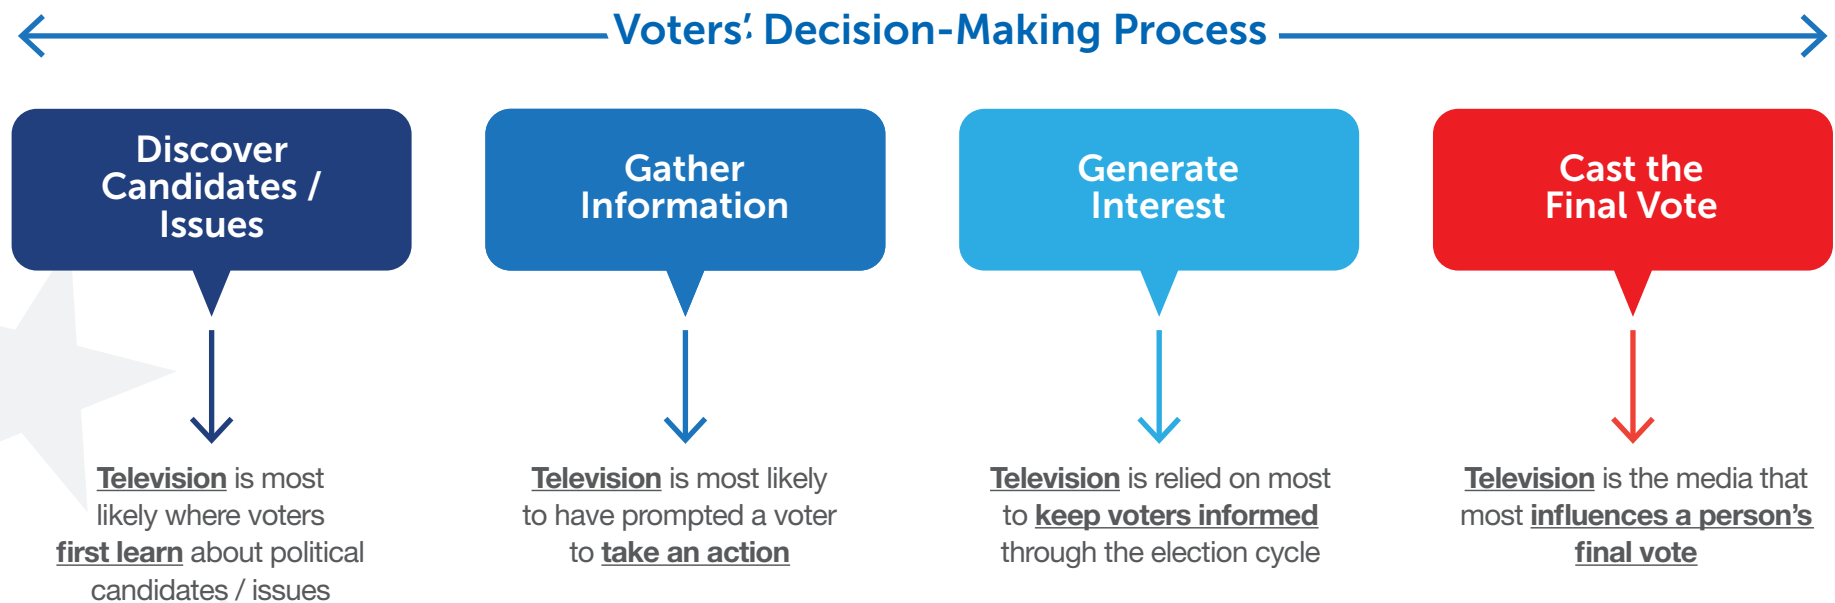 Voters’: Decision-Making Process
Discover
Candidates /
Issues
Gather
Information
Generate
Interest
Cast the
Final Vote
Television is most
likely where voters
first learn about political
candidates / issues
Television is most likely
to have prompted a voter
to take an action
Television is relied on most
to keep voters informed
through the election cycle
Television is the media that
most influences a person’s
final vote